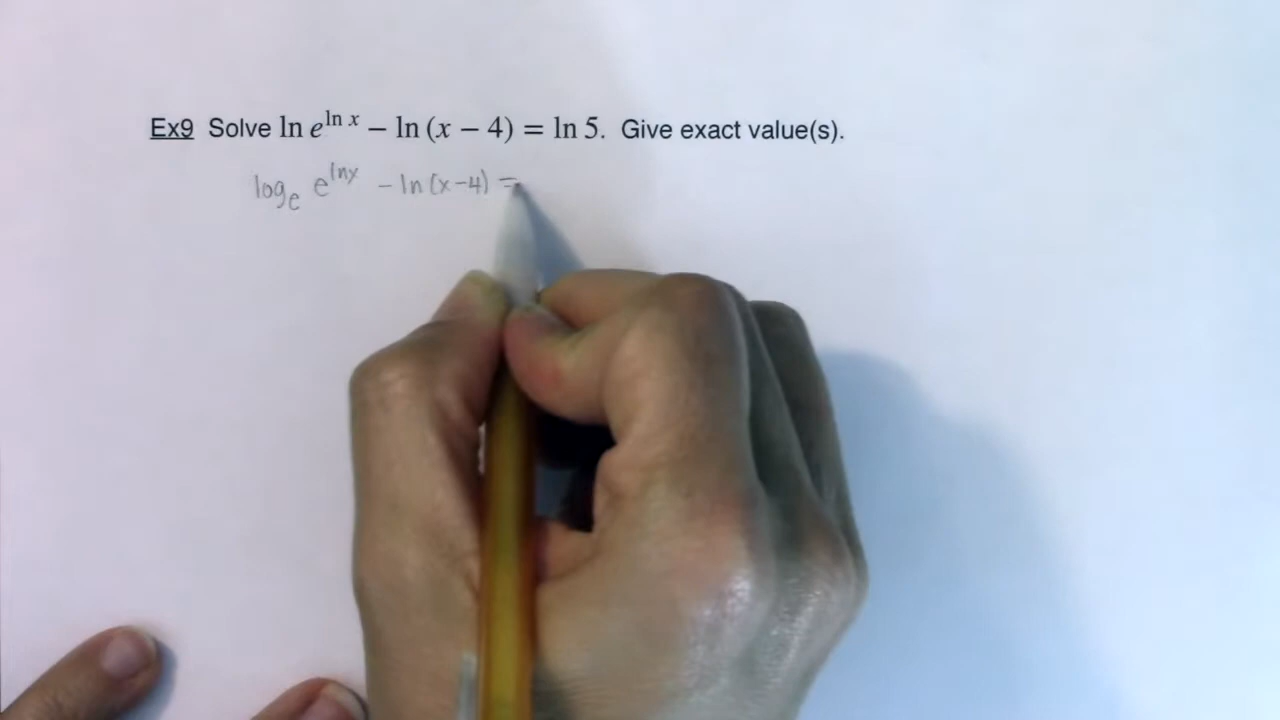 Ex9 Solve ln e^{ln x} − ln (x − 4) = ln 5. Give exact value(s).
log_e e^{lnx} − ln(x−4) =